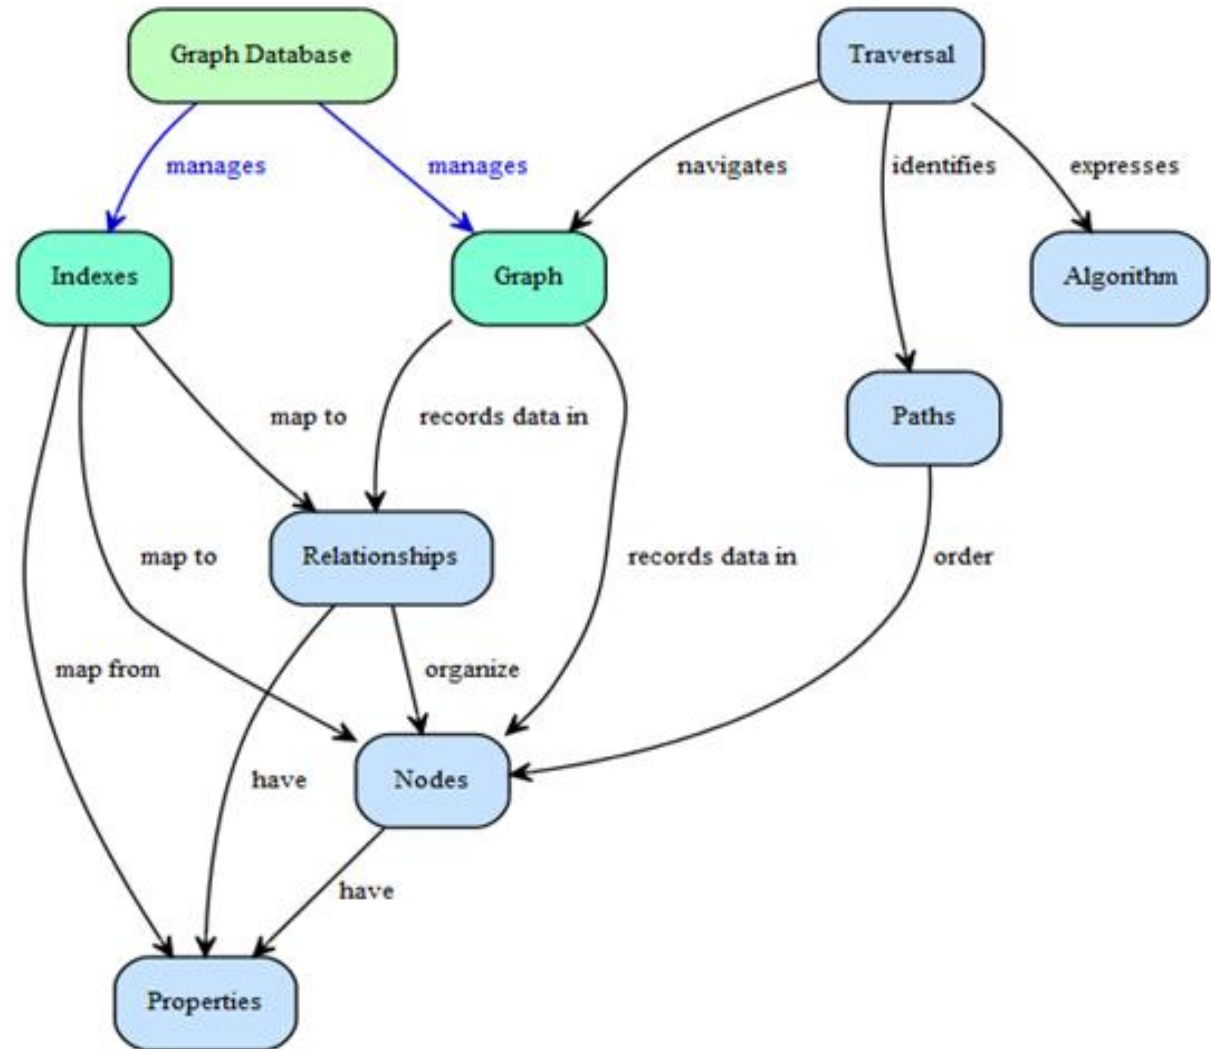 Graph Database
Traversal
manages
manages
navigates
identifies
expresses
Indexes
Graph
Algorithm
map to
records data in
Paths
map to
Relationships
records data in
order
map from
organize
have
Nodes
have
Properties